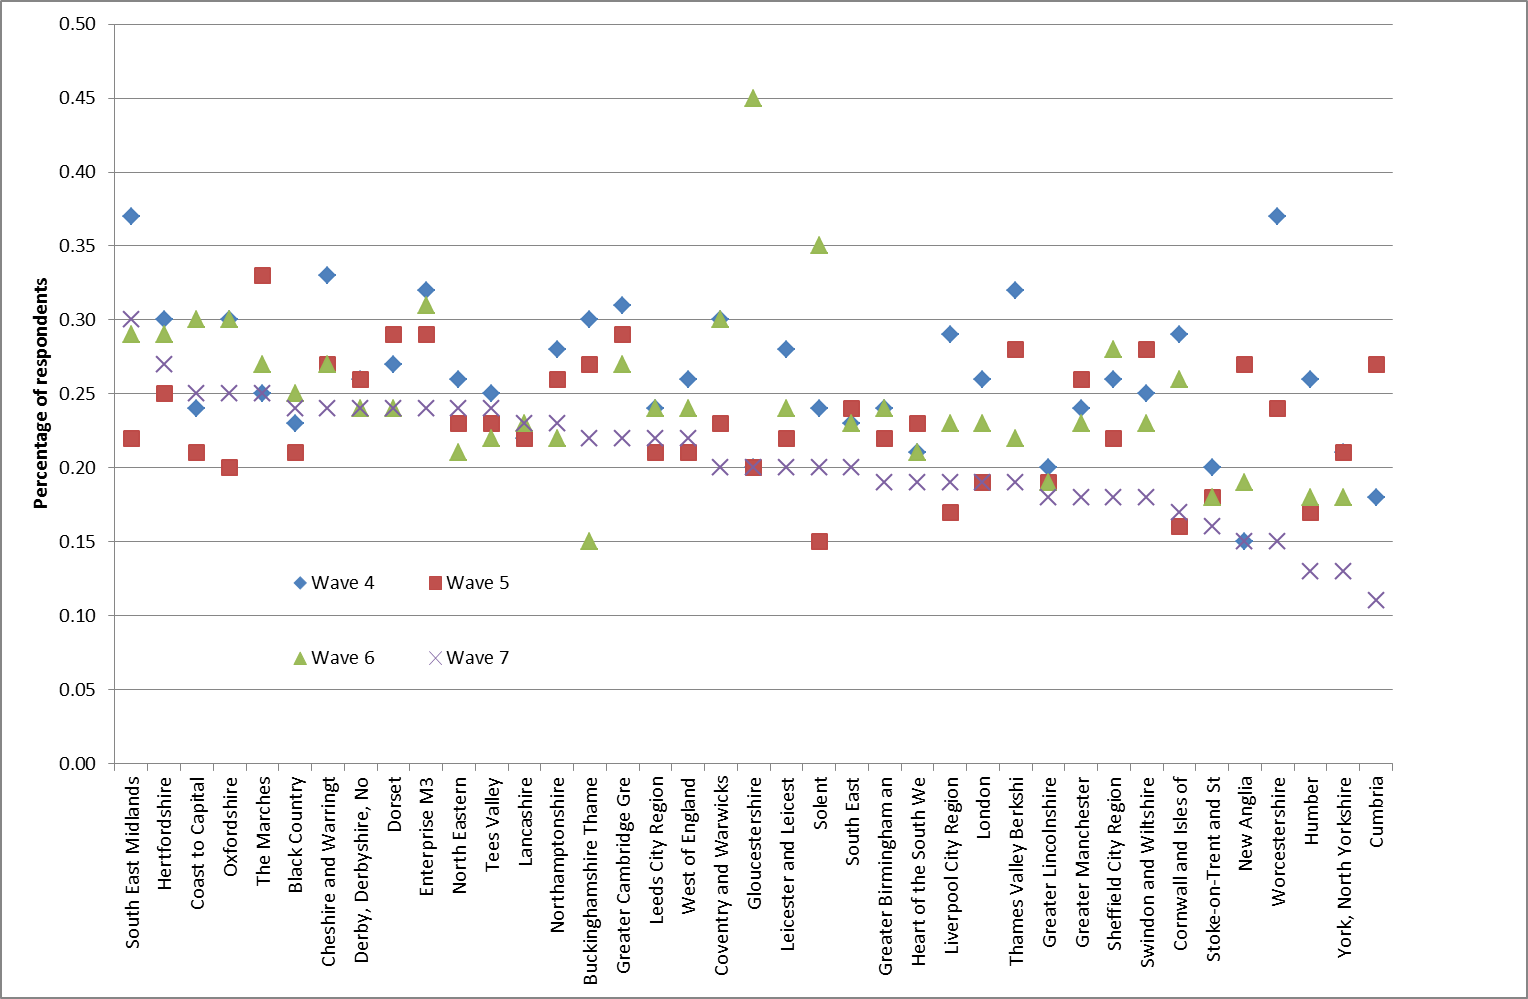 0.50
0.45
0.40
0.35
0.30
0.25
0.20
0.15
0.10
0.05
0.00
Percentage of respondents
Wave 4
Wave 5
Wave 6
Wave 7
South East Midlands
Hertfordshire
Coast to Capital
Oxfordshire
The Marches
Black Country
Cheshire and Warringt
Derby, Derbyshire, No
Dorset
Enterprise M3
North Eastern
Tees Valley
Lancashire
Northamptonshire
Buckinghamshire Thame
Greater Cambridge Gre
Leeds City Region
West of England
Coventry and Warwicks
Gloucestershire
Leicester and Leicest
Solent
South East
Greater Birmingham an
Heart of the South We
Liverpool City Region
London
Thames Valley Berkshi
Greater Lincolnshire
Greater Manchester
Sheffield City Region
Swindon and Wiltshire
Cornwall and Isles of
Stoke-on-Trent and St
New Anglia
Worcestershire
Humber
York, North Yorkshire
Cumbria